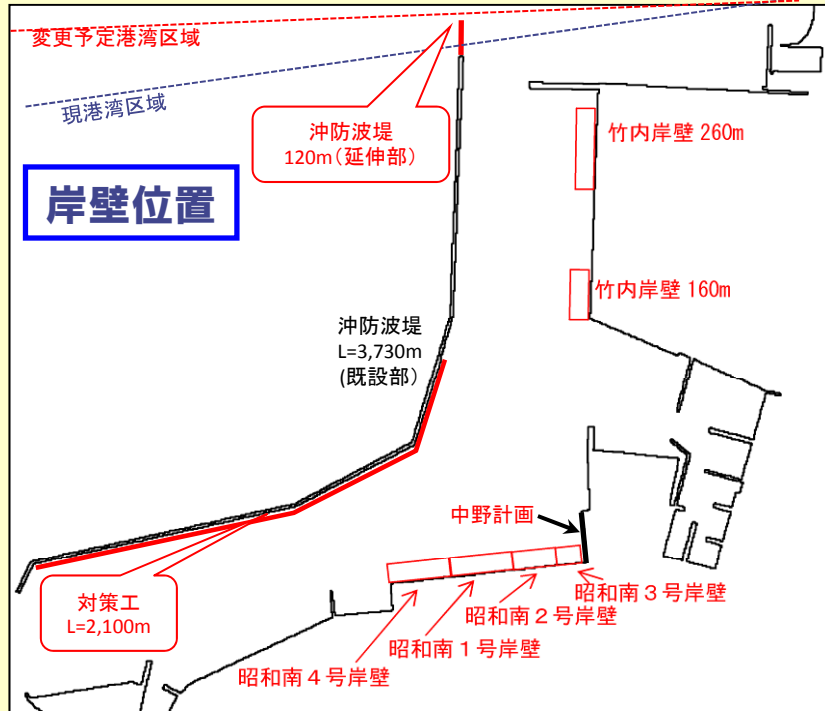 変更予定港湾区域
現港湾区域
沖防波堤
120m(延伸部)
岸壁位置
竹内岸壁 260m
竹内岸壁 160m
沖防波堤
L=3,730m
(既設部)
中野計画
対策工
L=2,100m
昭和南3号岸壁
昭和南2号岸壁
昭和南1号岸壁
昭和南4号岸壁